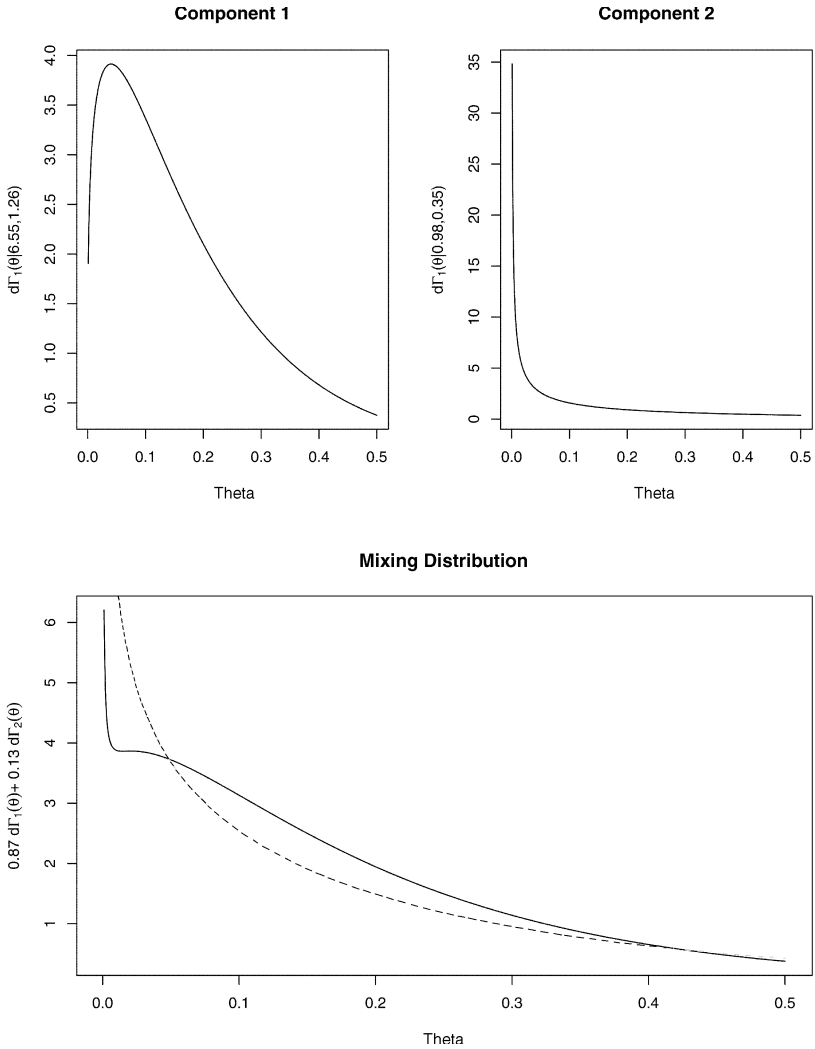 Component 1
4.0
3.5
3.0
2.5
2.0
1.5
1.0
0.5
dΓ₁(θ|6.55,1.26)
0.0 0.1 0.2 0.3 0.4 0.5
Theta
Component 2
35
30
25
20
15
10
5
0
dΓ₁(θ|0.98,0.35)
0.0 0.1 0.2 0.3 0.4 0.5
Theta
Mixing Distribution
6
5
4
3
2
1
0.87 dΓ₁(θ)+ 0.13 dΓ₂(θ)
0.0 0.1 0.2 0.3 0.4 0.5
Theta